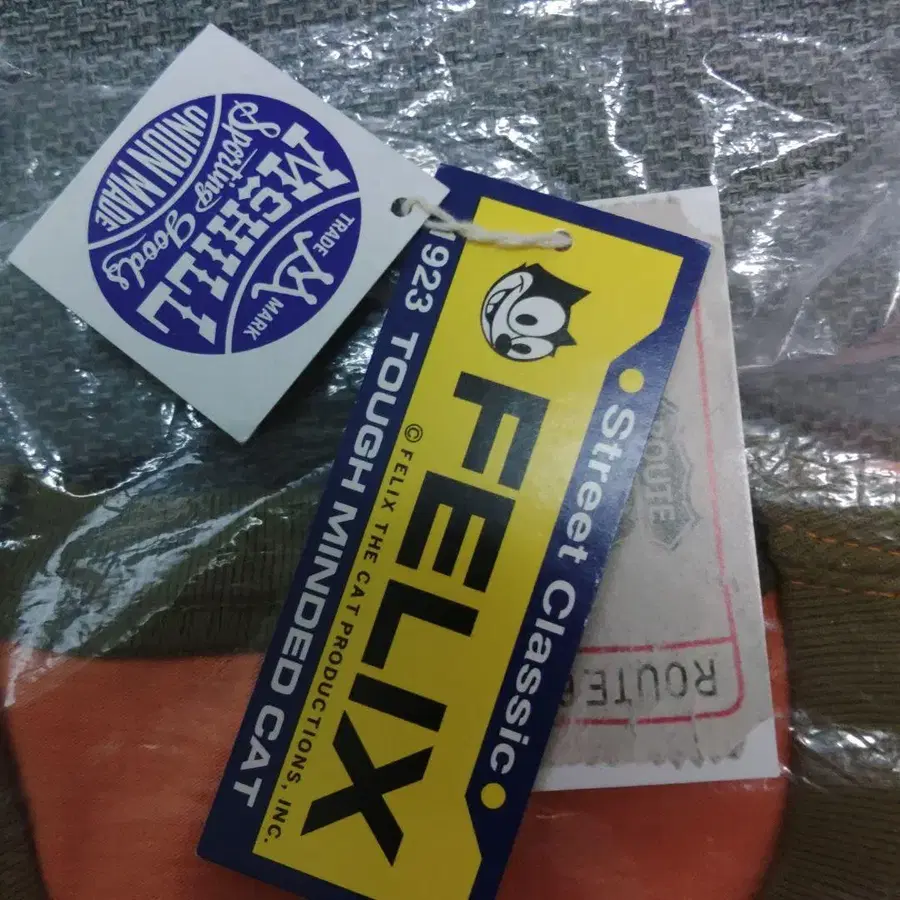 McHILL
Sporting Goods
UNION MADE
TRADE
MARK
1923 TOUGH MINDED CAT
FELIX
© FELIX THE CAT PRODUCTIONS, INC.
Street Classic
ROUTE
ROUTE